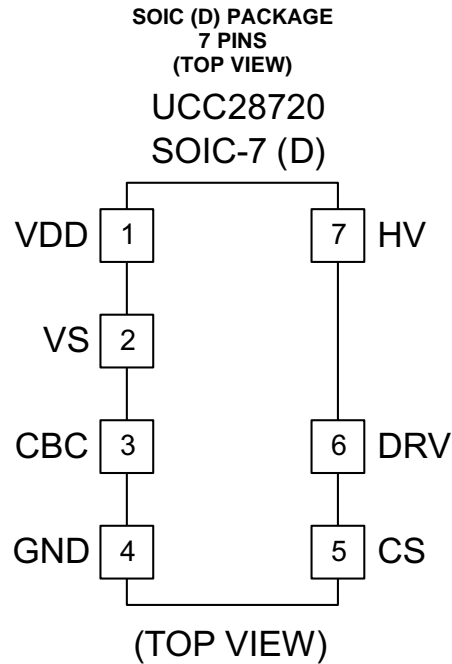 SOIC (D) PACKAGE
7 PINS
(TOP VIEW)
UCC28720
SOIC-7 (D)
VDD 1 7 HV
VS 2
CBC 3 6 DRV
GND 4 5 CS
(TOP VIEW)